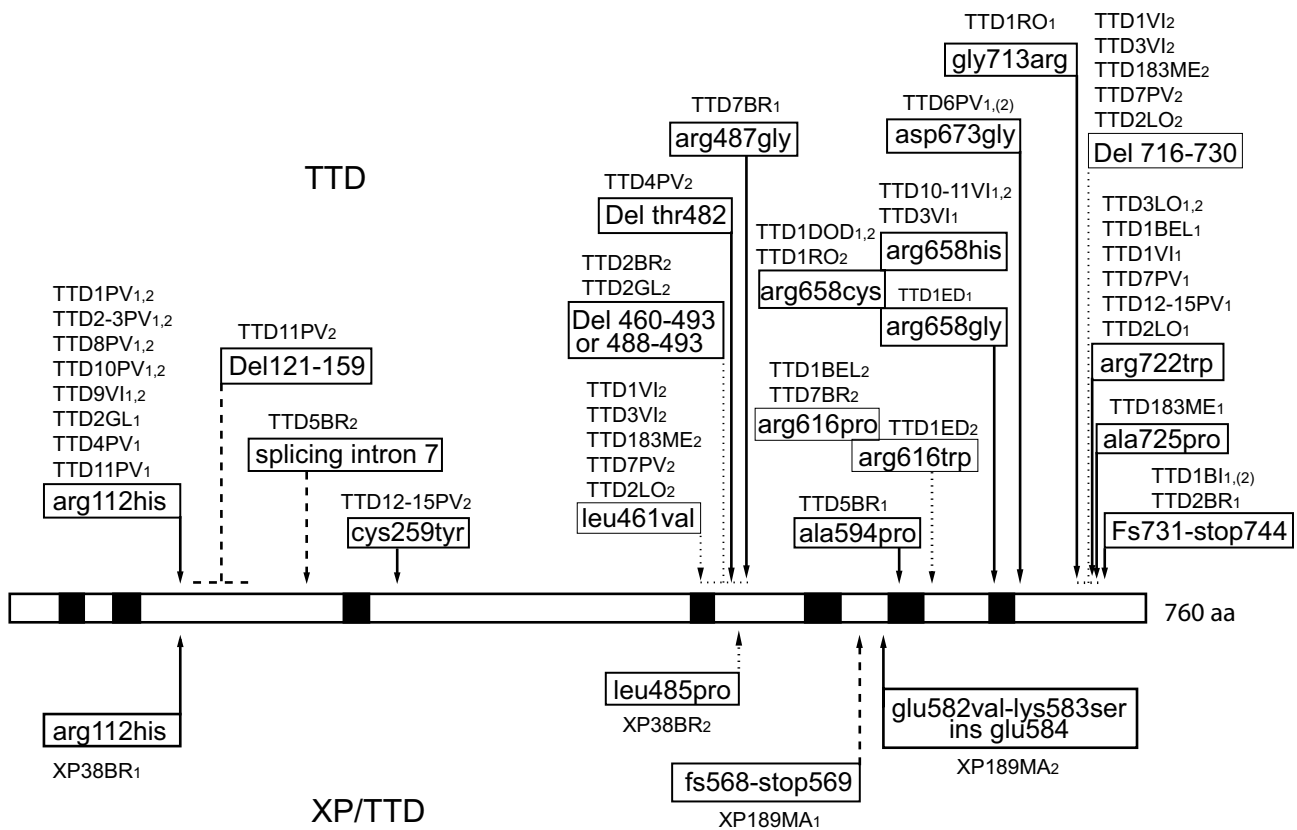 TTD
TTD1PV1,2
TTD2-3PV1,2
TTD8PV1,2
TTD10PV1,2
TTD9VI1,2
TTD2GL1
TTD4PV1
TTD11PV1
arg112his
TTD11PV2
Del121-159
TTD5BR2
splicing intron 7
TTD12-15PV2
cys259tyr
TTD2BR2
TTD2GL2
Del 460-493
or 488-493
TTD1VI2
TTD3VI2
TTD183ME2
TTD7PV2
TTD2LO2
leu461val
TTD4PV2
Del thr482
TTD7BR1
arg487gly
TTD1DOD1,2
TTD1RO2
arg658cys
TTD1BEL2
TTD7BR2
arg616pro
TTD1ED2
arg616trp
TTD5BR1
ala594pro
TTD10-11VI1,2
TTD3VI1
arg658his
TTD1ED1
arg658gly
TTD6PV1,(2)
asp673gly
TTD1RO1
gly713arg
TTD1VI2
TTD3VI2
TTD183ME2
TTD7PV2
TTD2LO2
Del 716-730
TTD3LO1,2
TTD1BEL1
TTD1VI1
TTD7PV1
TTD12-15PV1
TTD2LO1
arg722trp
TTD183ME1
ala725pro
TTD1BI1,(2)
TTD2BR1
Fs731-stop744
760 aa
arg112his
XP38BR1
leu485pro
XP38BR2
fs568-stop569
XP189MA1
glu582val-lys583ser
ins glu584
XP189MA2
XP/TTD